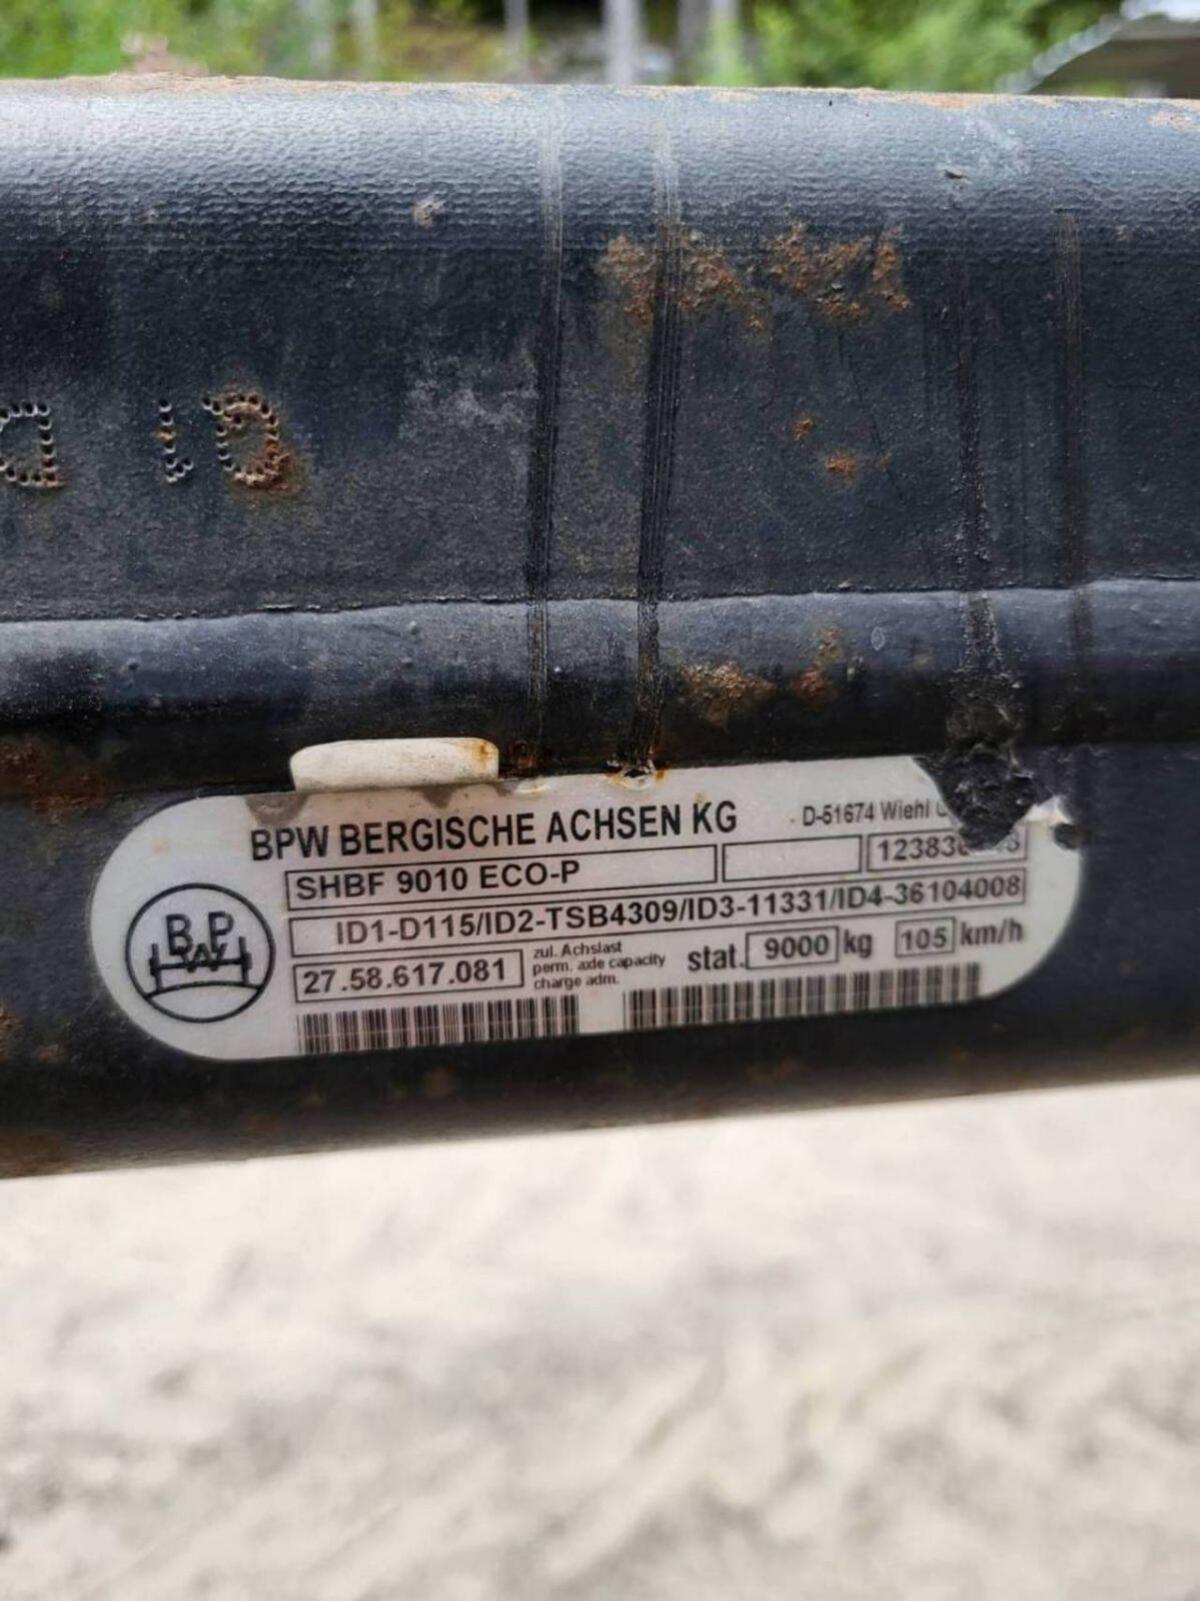 BPW BERGISCHE ACHSEN KG D-51674 Wiehl
SHBF 9010 ECO-P
ID1-D115/ID2-TSB4309/ID3-11331/ID4-36104008
27.58.617.081 zul. Achslast stat. 9000 kg 105 km/h
perm. axle capacity
charge adm.
BPW